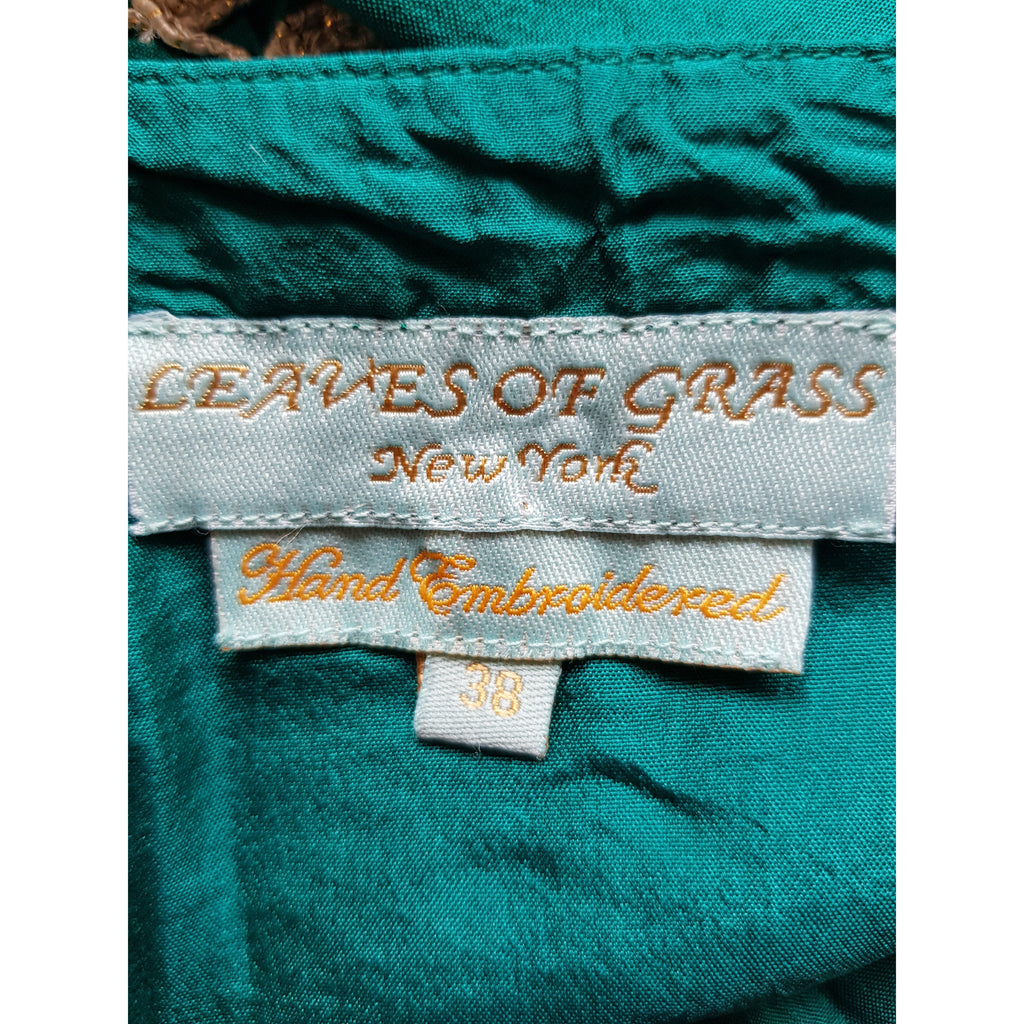 LEAVES OF GRASS
New York
Hand Embroidered
38